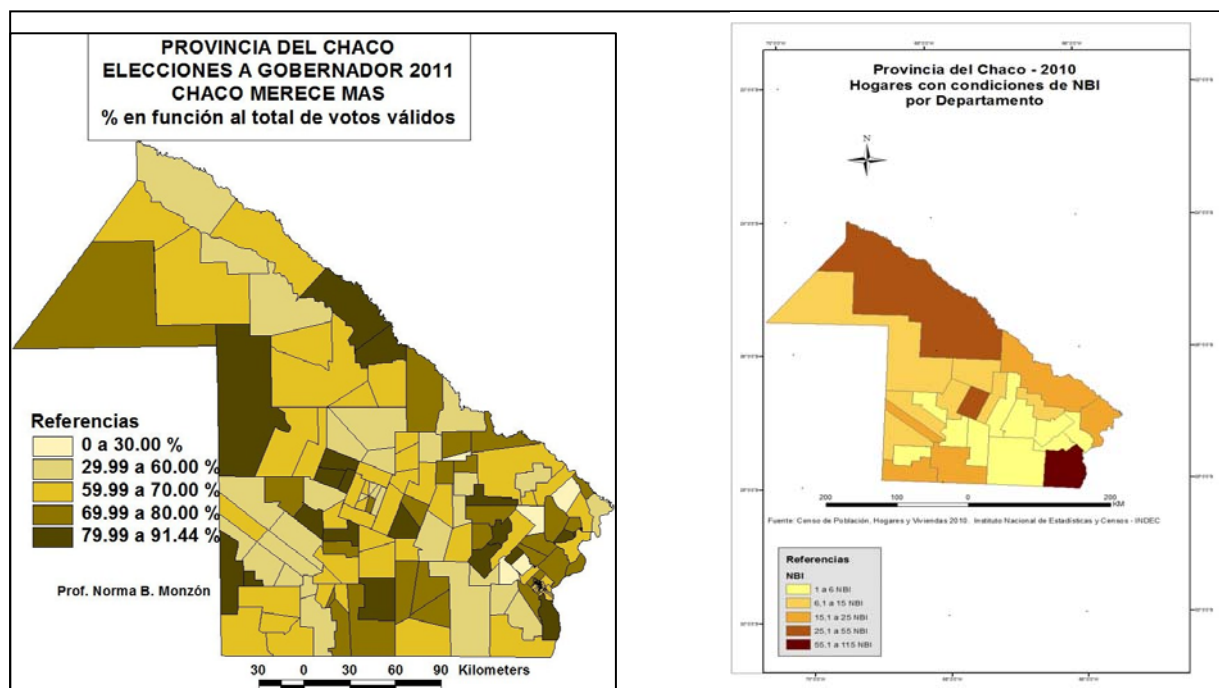 PROVINCIA DEL CHACO
ELECCIONES A GOBERNADOR 2011
CHACO MERECE MAS
% en función al total de votos válidos
Referencias
0 a 30.00 %
29.99 a 60.00 %
59.99 a 70.00 %
69.99 a 80.00 %
79.99 a 91.44 %
Prof. Norma B. Monzón
30 0 30 60 90 Kilometers
Provincia del Chaco - 2010
Hogares con condiciones de NBI
por Departamento
N
200 100 0 200
KM
Fuente: Censo de Población, Hogares y Viviendas 2010. Instituto Nacional de Estadísticas y Censos - INDEC
Referencias
NBI
1 a 6 NBI
6,1 a 15 NBI
15,1 a 25 NBI
25,1 a 55 NBI
55,1 a 115 NBI